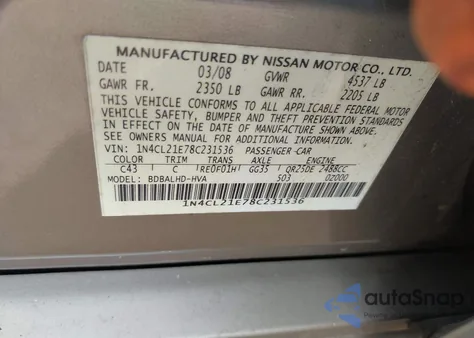 MANUFACTURED BY NISSAN MOTOR CO., LTD.
DATE 03/08 GVWR 4537 LB
GAWR FR. 2350 LB GAWR RR. 2205 LB
THIS VEHICLE CONFORMS TO ALL APPLICABLE FEDERAL MOTOR
VEHICLE SAFETY, BUMPER AND THEFT PREVENTION STANDARDS
IN EFFECT ON THE DATE OF MANUFACTURE SHOWN ABOVE.
SEE OWNERS MANUAL FOR ADDITIONAL INFORMATION.
VIN: 1N4CL21E78C231536 PASSENGER CAR
COLOR TRIM TRANS AXLE ENGINE
C43 C RE0F01H GG35 QR25DE 2488CC
MODEL: BDBALHD-HVA S03 0Z000
1N4CL21E78C231536
autoSnap